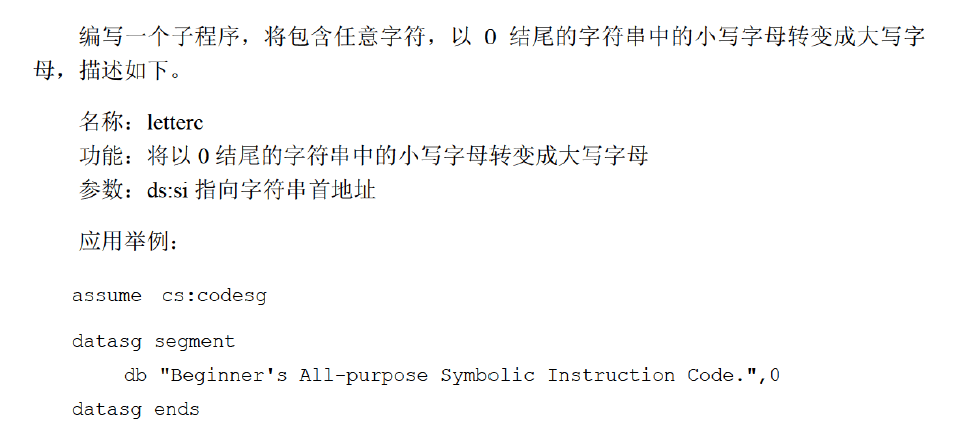 编写一个子程序，将包含任意字符，以 0 结尾的字符串中的小写字母转变成大写字
母，描述如下。
名称：letterc
功能：将以 0 结尾的字符串中的小写字母转变成大写字母
参数：ds:si 指向字符串首地址
应用举例：
assume cs:codesg
datasg segment
db "Beginner's All-purpose Symbolic Instruction Code.",0
datasg ends